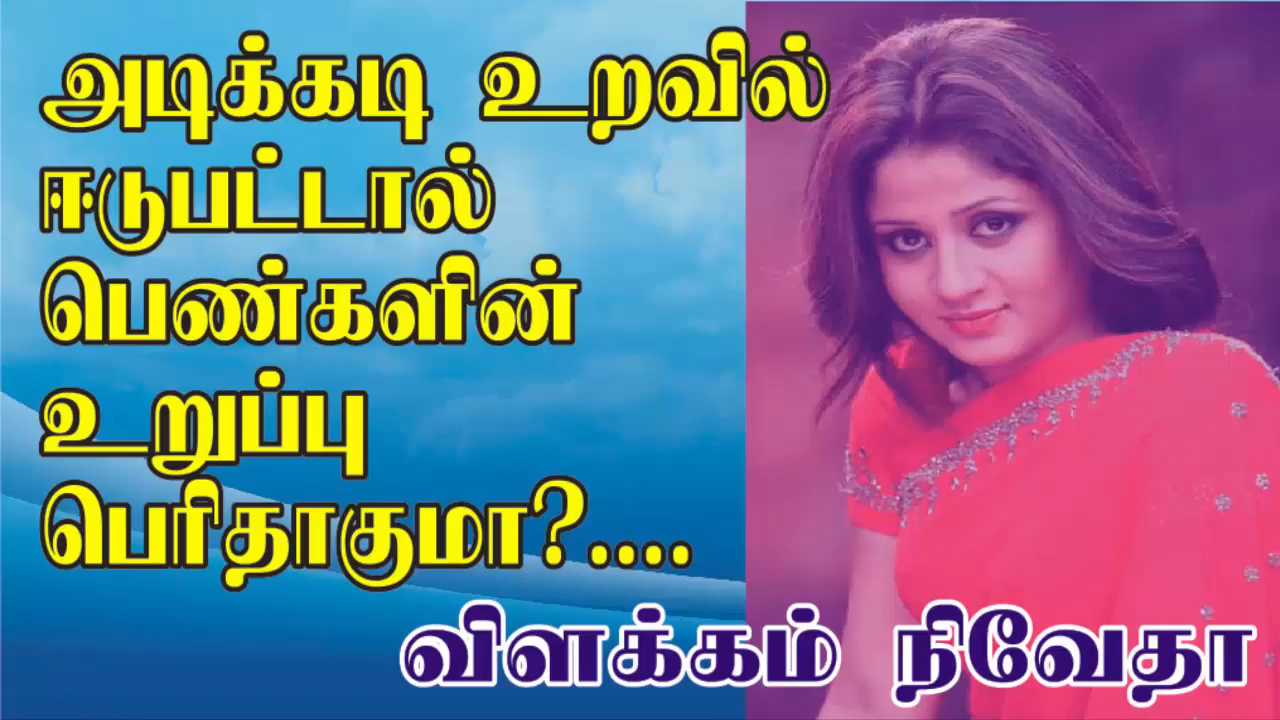 அடிக்கடி உறவில்
ஈடுபட்டால்
பெண்களின்
உறுப்பு
பெரிதாகுமா?....
விளக்கம் நிவேதா